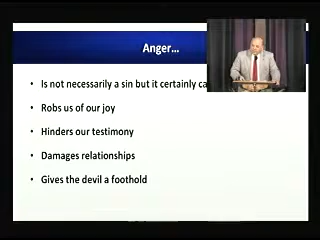 Anger...
• Is not necessarily a sin but it certainly ca
• Robs us of our joy
• Hinders our testimony
• Damages relationships
• Gives the devil a foothold